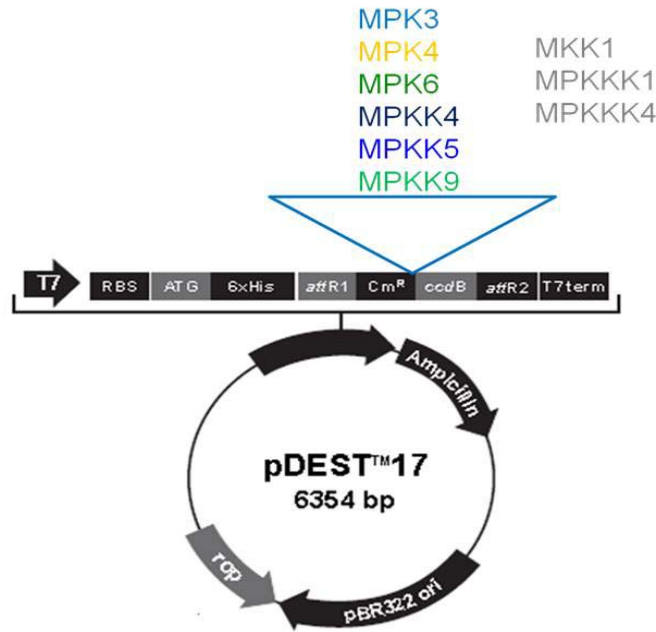 MPK3
MPK4
MPK6
MPKK4
MPKK5
MPKK9
MKK1
MPKKK1
MPKKK4
T7 RBS ATG 6xHis attR1 CmR ccdB attR2 T7term
Ampicillin
pDEST™17
6354 bp
rop
pBR322 ori